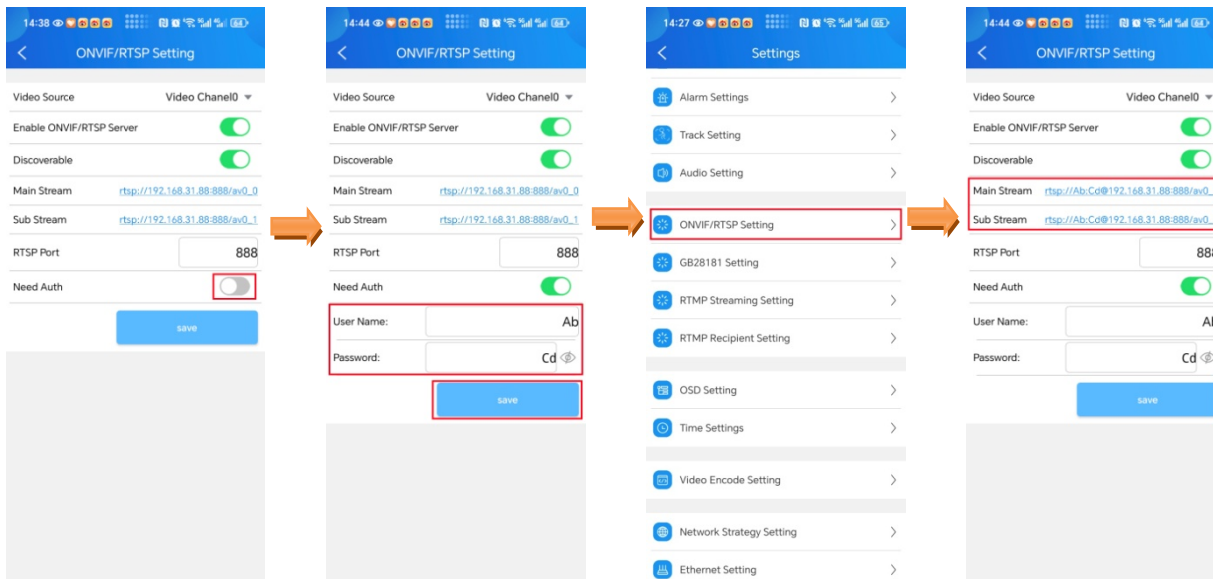 14:38
ONVIF/RTSP Setting
Video Source Video Chanel0
Enable ONVIF/RTSP Server
Discoverable
Main Stream rtsp://192.168.31.88:888/av0_0
Sub Stream rtsp://192.168.31.88:888/av0_1
RTSP Port 888
Need Auth
save
14:44
ONVIF/RTSP Setting
Video Source Video Chanel0
Enable ONVIF/RTSP Server
Discoverable
Main Stream rtsp://192.168.31.88:888/av0_0
Sub Stream rtsp://192.168.31.88:888/av0_1
RTSP Port 888
Need Auth
User Name: Ab
Password: Cd
save
14:27
Settings
Alarm Settings
Track Setting
Audio Setting
ONVIF/RTSP Setting
GB28181 Setting
RTMP Streaming Setting
RTMP Recipient Setting
OSD Setting
Time Settings
Video Encode Setting
Network Strategy Setting
Ethernet Setting
14:44
ONVIF/RTSP Setting
Video Source Video Chanel0
Enable ONVIF/RTSP Server
Discoverable
Main Stream rtsp://Ab:Cd@192.168.31.88:888/av0_
Sub Stream rtsp://Ab:Cd@192.168.31.88:888/av0_
RTSP Port 888
Need Auth
User Name: A
Password: Cd
save